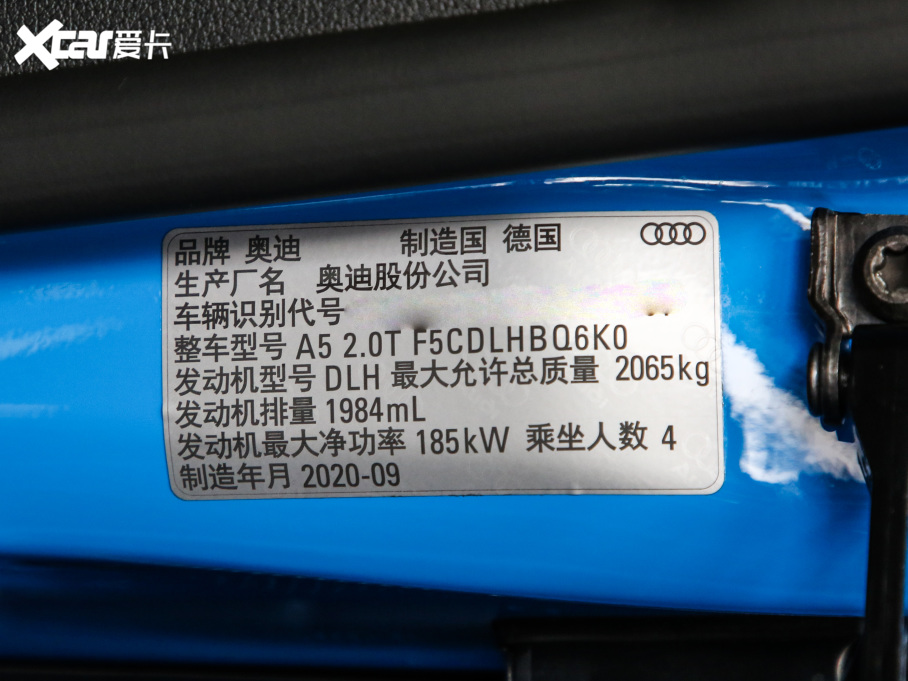 Xcar爱卡
品牌 奥迪 制造国 德国
生产厂名 奥迪股份公司
车辆识别代号
整车型号 A5 2.0T F5CDLHBQ6K0
发动机型号 DLH 最大允许总质量 2065kg
发动机排量 1984mL
发动机最大净功率 185kW 乘坐人数 4
制造年月 2020-09